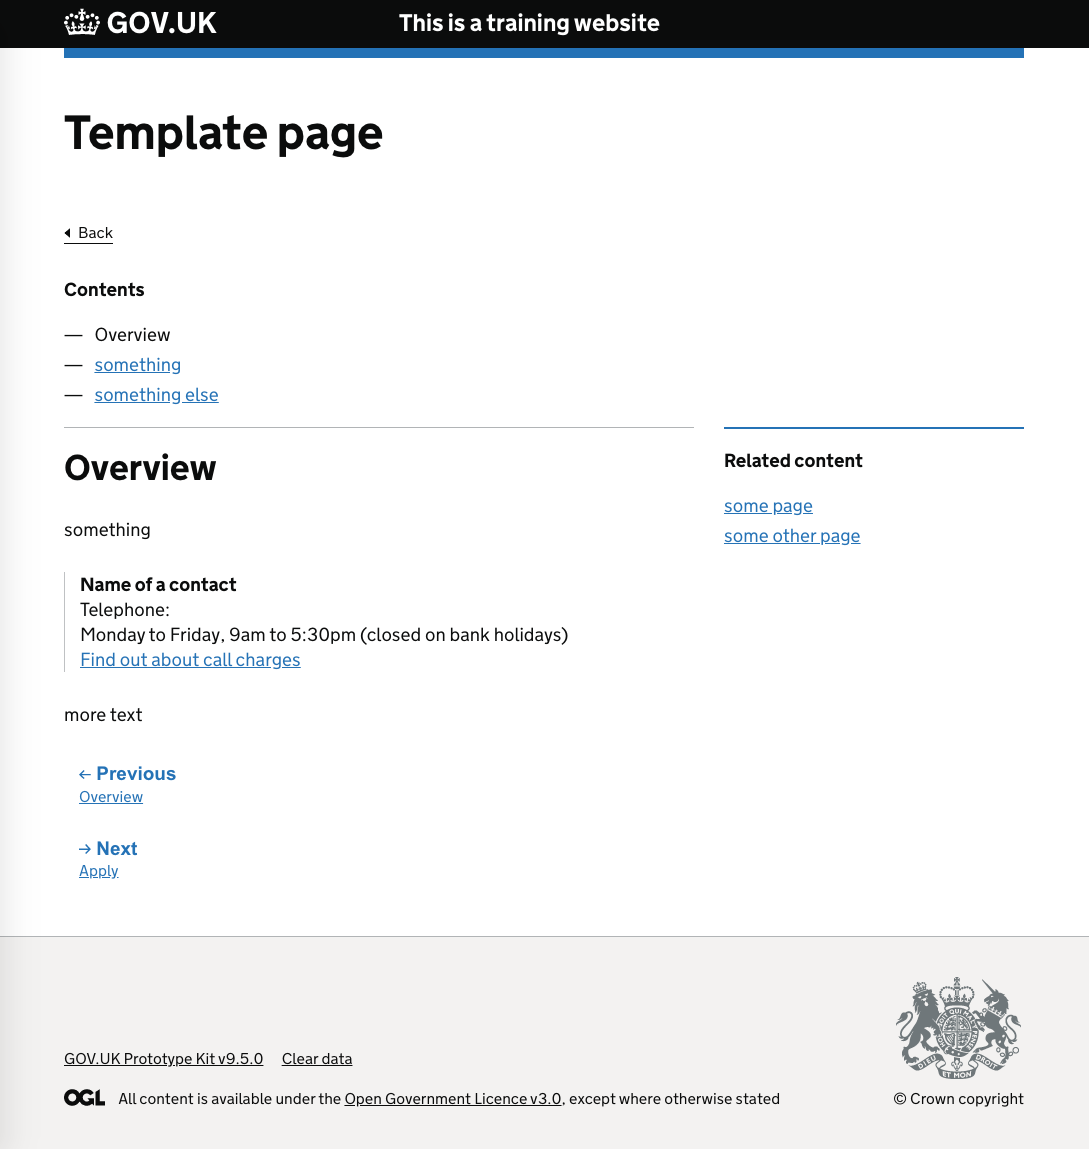 GOV.UK
This is a training website
Template page
Back
Contents
— Overview
— something
— something else
Overview
something
Name of a contact
Telephone:
Monday to Friday, 9am to 5:30pm (closed on bank holidays)
Find out about call charges
more text
← Previous
Overview
→ Next
Apply
Related content
some page
some other page
GOV.UK Prototype Kit v9.5.0 Clear data
OGL All content is available under the Open Government Licence v3.0, except where otherwise stated
DIEU ET MON DROIT
© Crown copyright